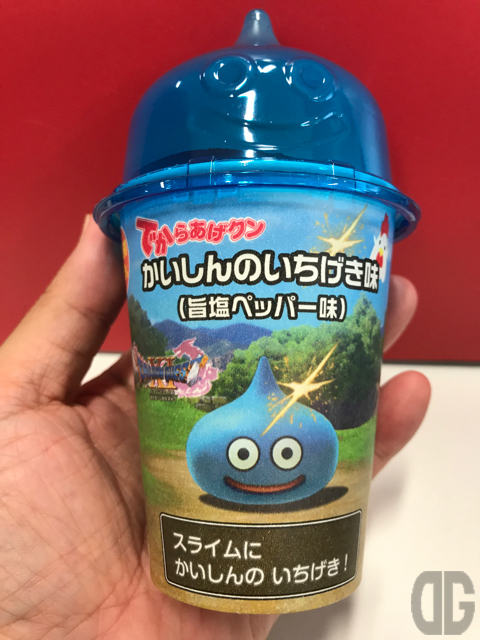 でからあげクン
かいしんのいちげき味
(旨塩ペッパー味)
スライムに
かいしんの いちげき！
DG